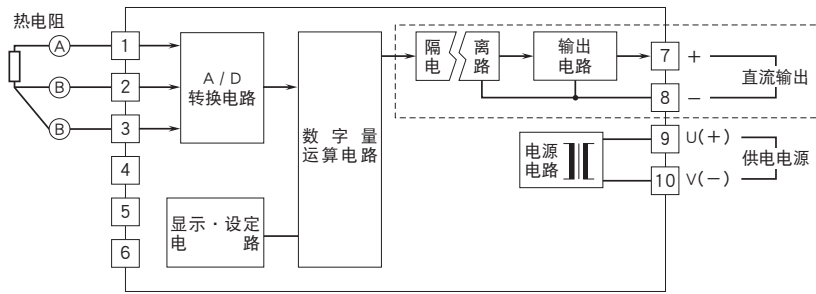 热电阻
A
B
B
1
2
3
4
5
6
A/D
转换电路
显示·设定
电 路
数 字 量
运算电路
隔 离
电 路
输出
电路
电源
电路
7 +
8 −
直流输出
9 U(+)
10 V(−)
供电电源